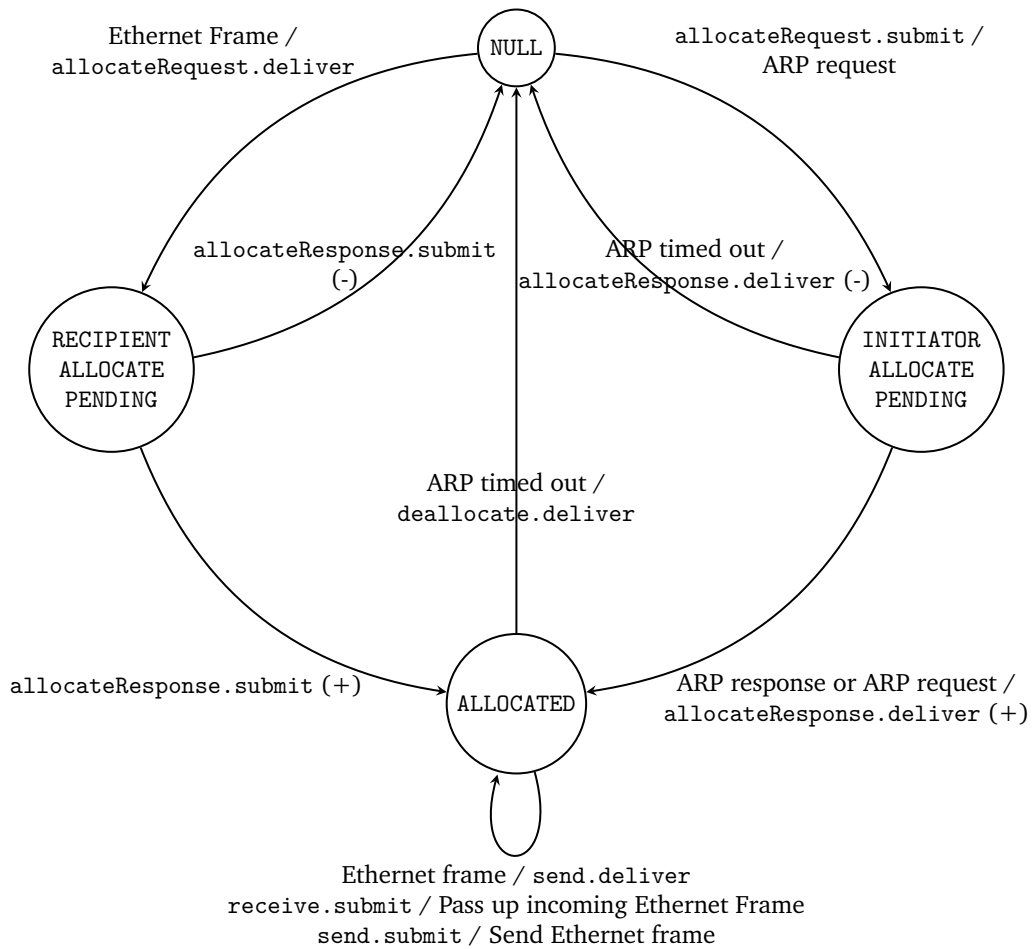 Ethernet Frame /
allocateRequest.deliver
NULL
allocateRequest.submit /
ARP request
allocateResponse.submit
(-)
ARP timed out /
allocateResponse.deliver (-)
RECIPIENT
ALLOCATE
PENDING
INITIATOR
ALLOCATE
PENDING
ARP timed out /
deallocate.deliver
allocateResponse.submit (+)
ALLOCATED
ARP response or ARP request /
allocateResponse.deliver (+)
Ethernet frame / send.deliver
receive.submit / Pass up incoming Ethernet Frame
send.submit / Send Ethernet frame